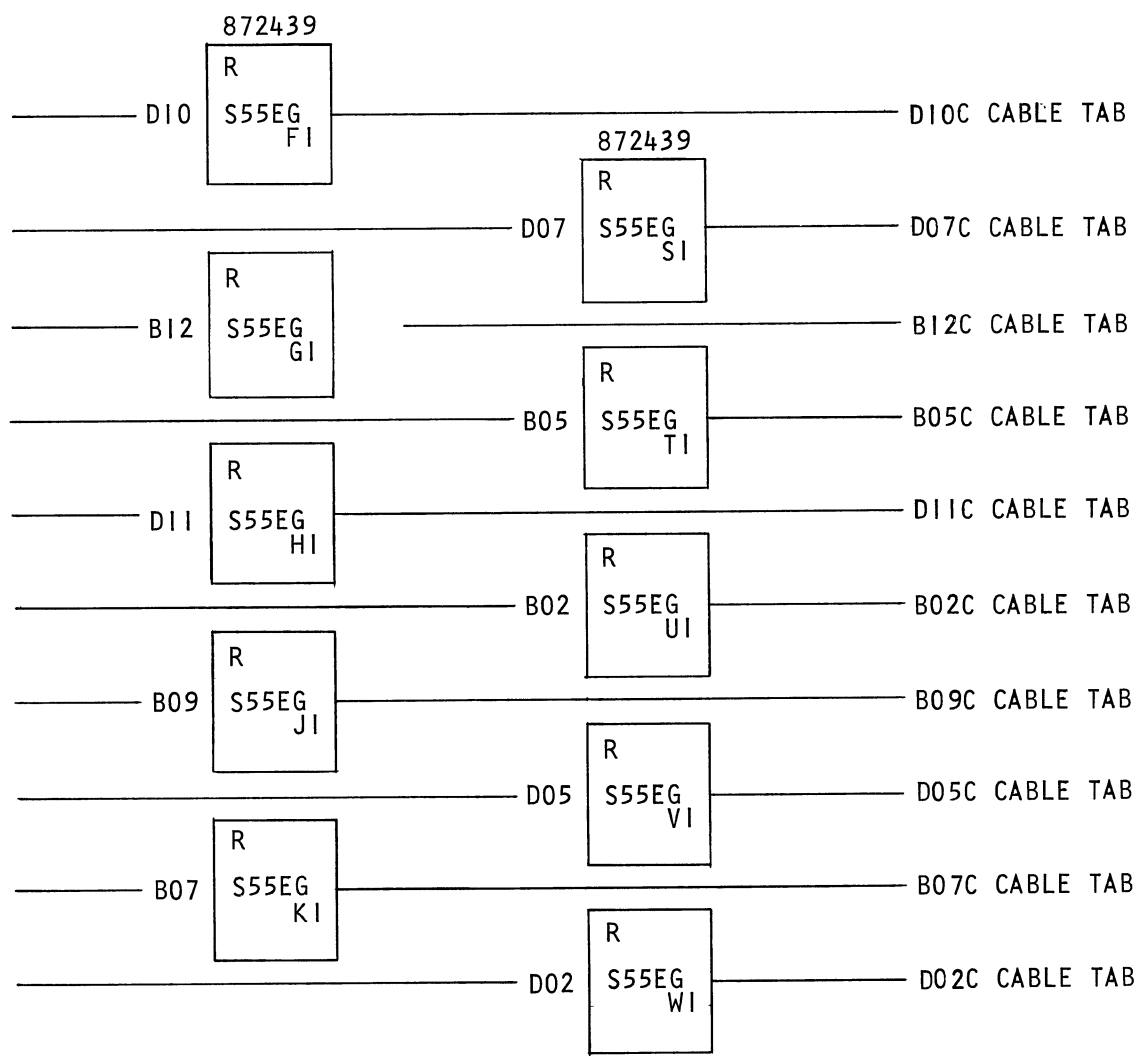 872439
R
D10 S55EG D10C CABLE TAB
F1
872439
R
D07 S55EG D07C CABLE TAB
S1
R
B12 S55EG B12C CABLE TAB
G1
R
B05 S55EG B05C CABLE TAB
T1
R
D11 S55EG D11C CABLE TAB
H1
R
B02 S55EG B02C CABLE TAB
U1
R
B09 S55EG B09C CABLE TAB
J1
R
D05 S55EG D05C CABLE TAB
V1
R
B07 S55EG B07C CABLE TAB
K1
R
D02 S55EG D02C CABLE TAB
W1